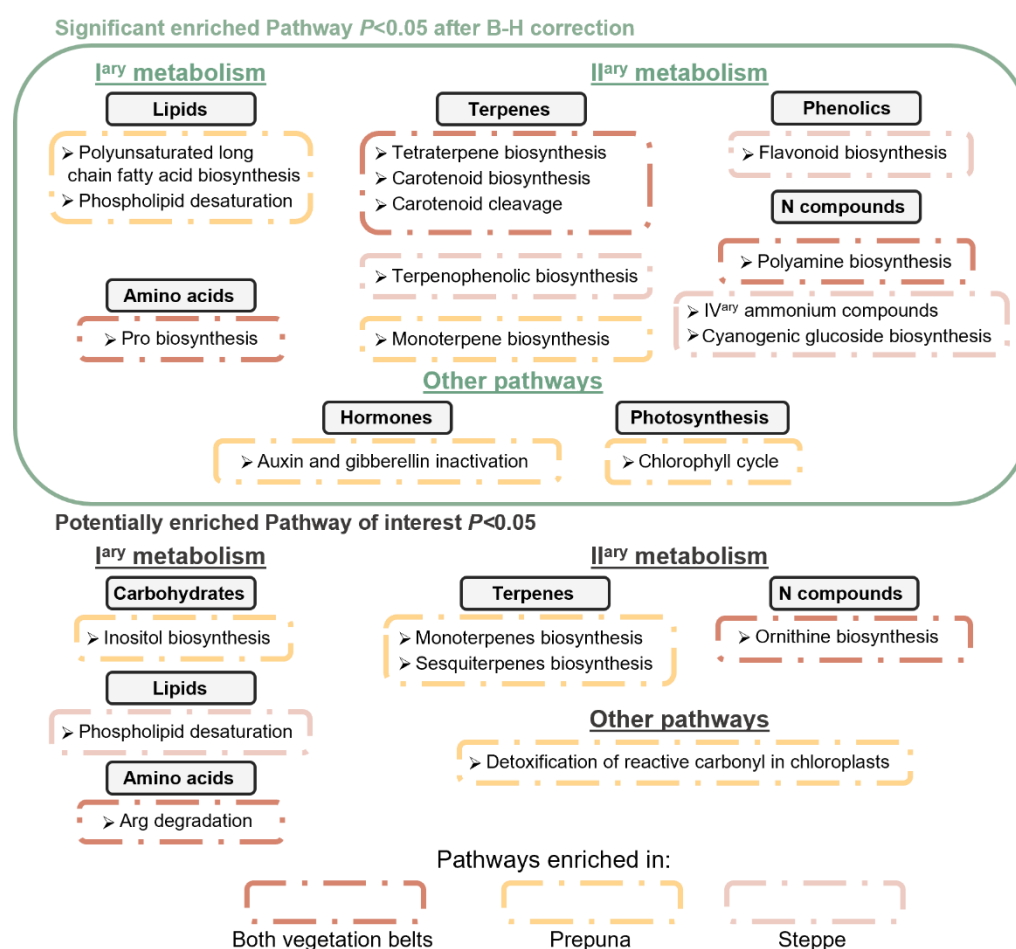 Significant enriched Pathway P<0.05 after B-H correction
Iary metabolism
Lipids
➢ Polyunsaturated long
chain fatty acid biosynthesis
➢ Phospholipid desaturation
Amino acids
➢ Pro biosynthesis
IIary metabolism
Terpenes
➢ Tetraterpene biosynthesis
➢ Carotenoid biosynthesis
➢ Carotenoid cleavage
➢ Terpenophenolic biosynthesis
➢ Monoterpene biosynthesis
Phenolics
➢ Flavonoid biosynthesis
N compounds
➢ Polyamine biosynthesis
➢ IVary ammonium compounds
➢ Cyanogenic glucoside biosynthesis
Other pathways
Hormones
➢ Auxin and gibberellin inactivation
Photosynthesis
➢ Chlorophyll cycle
Potentially enriched Pathway of interest P<0.05
Iary metabolism
Carbohydrates
➢ Inositol biosynthesis
Lipids
➢ Phospholipid desaturation
Amino acids
➢ Arg degradation
IIary metabolism
Terpenes
➢ Monoterpenes biosynthesis
➢ Sesquiterpenes biosynthesis
N compounds
➢ Ornithine biosynthesis
Other pathways
➢ Detoxification of reactive carbonyl in chloroplasts
Pathways enriched in:
Both vegetation belts
Prepuna
Steppe